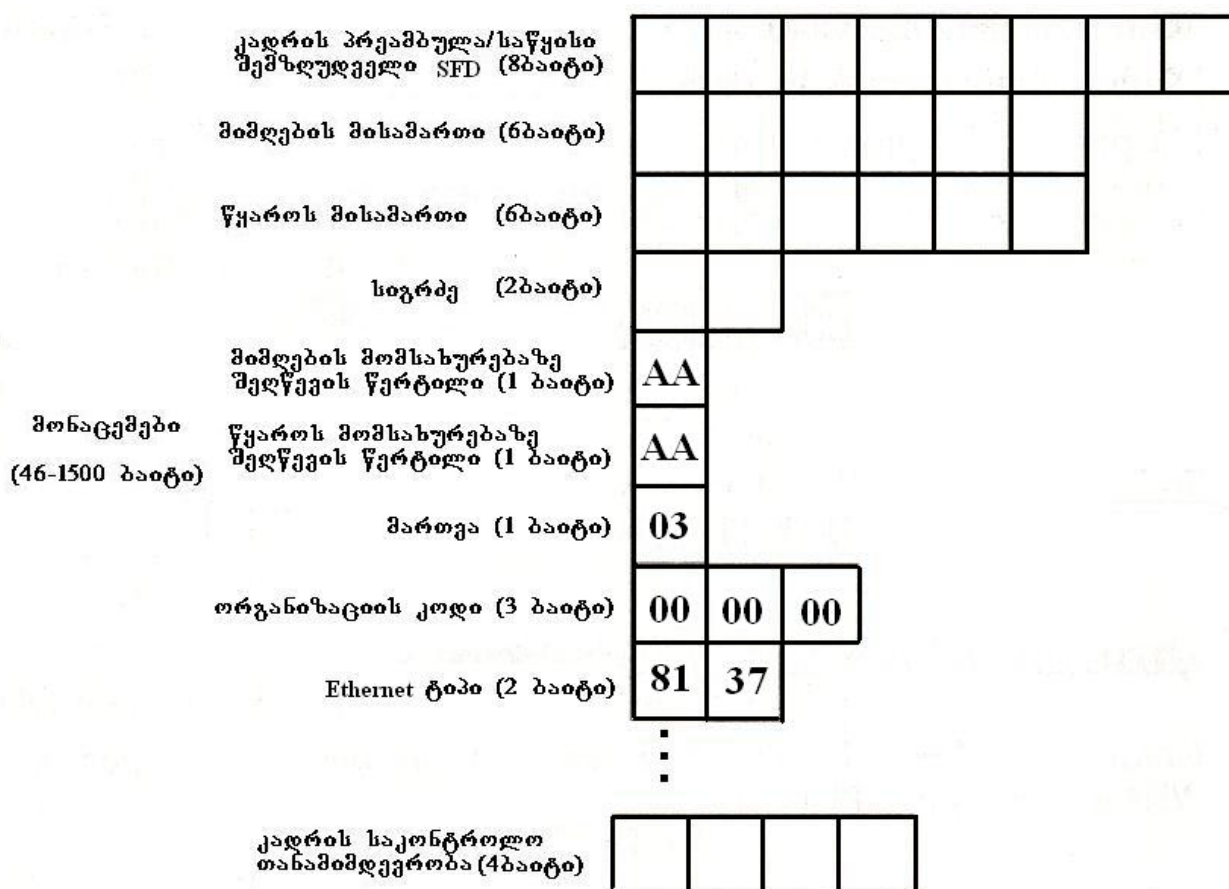 კადრის პრეამბულა/საწყისი
შემზღუდველი SFD (8ბაიტი)
მიმღების მისამართი (6ბაიტი)
წყაროს მისამართი (6ბაიტი)
სიგრძე (2ბაიტი)
მიმღების მომსახურებაზე
შეღწევის წერტილი (1 ბაიტი)
AA
მონაცემები
(46-1500 ბაიტი)
წყაროს მომსახურებაზე
შეღწევის წერტილი (1 ბაიტი)
AA
მართვა (1 ბაიტი)
03
ორგანიზაციის კოდი (3 ბაიტი)
00 00 00
Ethernet ტიპი (2 ბაიტი)
81 37
კადრის საკონტროლო
თანამიმდევრობა (4ბაიტი)